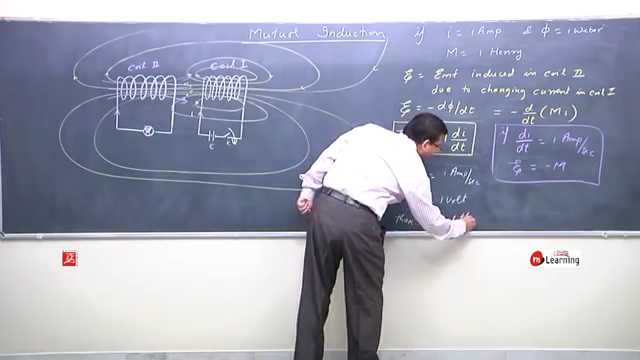 Mutual Induction
Coil II
Coil I
i
E
K
if i = 1 Amp & ϕ = 1 Weber
M = 1 Henry
ξ = Emf induced in coil II
due to changing current in coil I
ξ = - dϕ/dt = - d/dt (Mi)
di/dt
if di/dt = 1 Amp/sec
ξ = -M
= 1 Amp/sec
1 volt
then
m Learning